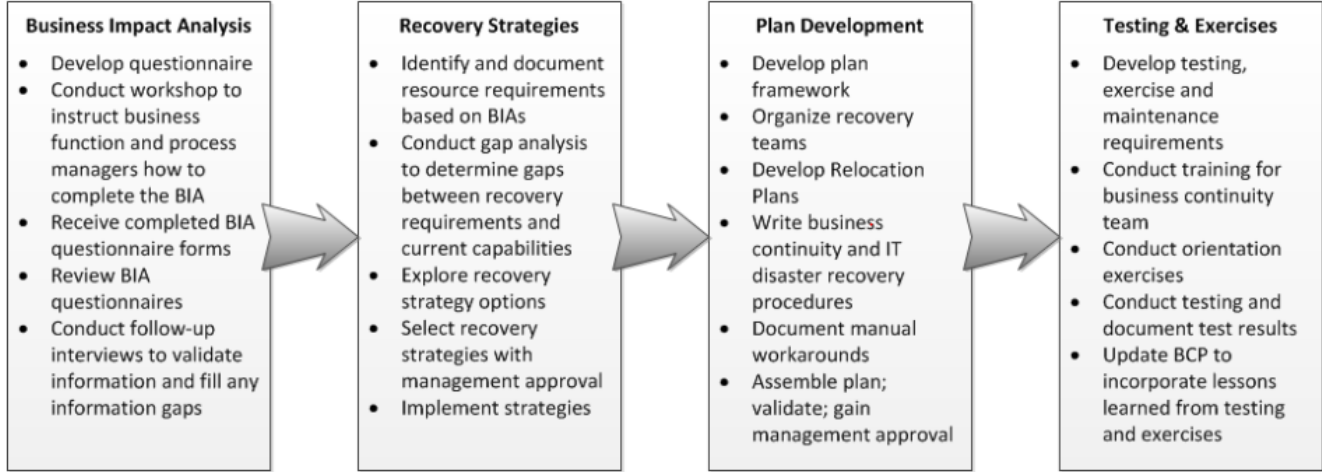 Business Impact Analysis
• Develop questionnaire
• Conduct workshop to
instruct business
function and process
managers how to
complete the BIA
• Receive completed BIA
questionnaire forms
• Review BIA
questionnaires
• Conduct follow-up
interviews to validate
information and fill any
information gaps
Recovery Strategies
• Identify and document
resource requirements
based on BIAs
• Conduct gap analysis
to determine gaps
between recovery
requirements and
current capabilities
• Explore recovery
strategy options
• Select recovery
strategies with
management approval
• Implement strategies
Plan Development
• Develop plan
framework
• Organize recovery
teams
• Develop Relocation
Plans
• Write business
continuity and IT
disaster recovery
procedures
• Document manual
workarounds
• Assemble plan;
validate; gain
management approval
Testing & Exercises
• Develop testing,
exercise and
maintenance
requirements
• Conduct training for
business continuity
team
• Conduct orientation
exercises
• Conduct testing and
document test results
• Update BCP to
incorporate lessons
learned from testing
and exercises